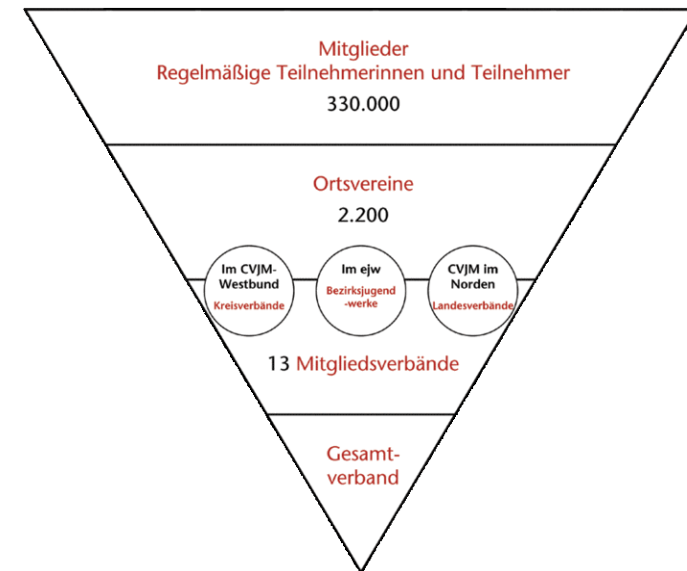 Mitglieder
Regelmäßige Teilnehmerinnen und Teilnehmer
330.000
Ortsvereine
2.200
Im CVJM-
Westbund
Kreisverbände
Im ejw
Bezirksjugend
-werke
CVJM im
Norden
Landesverbände
13 Mitgliedsverbände
Gesamt-
verband